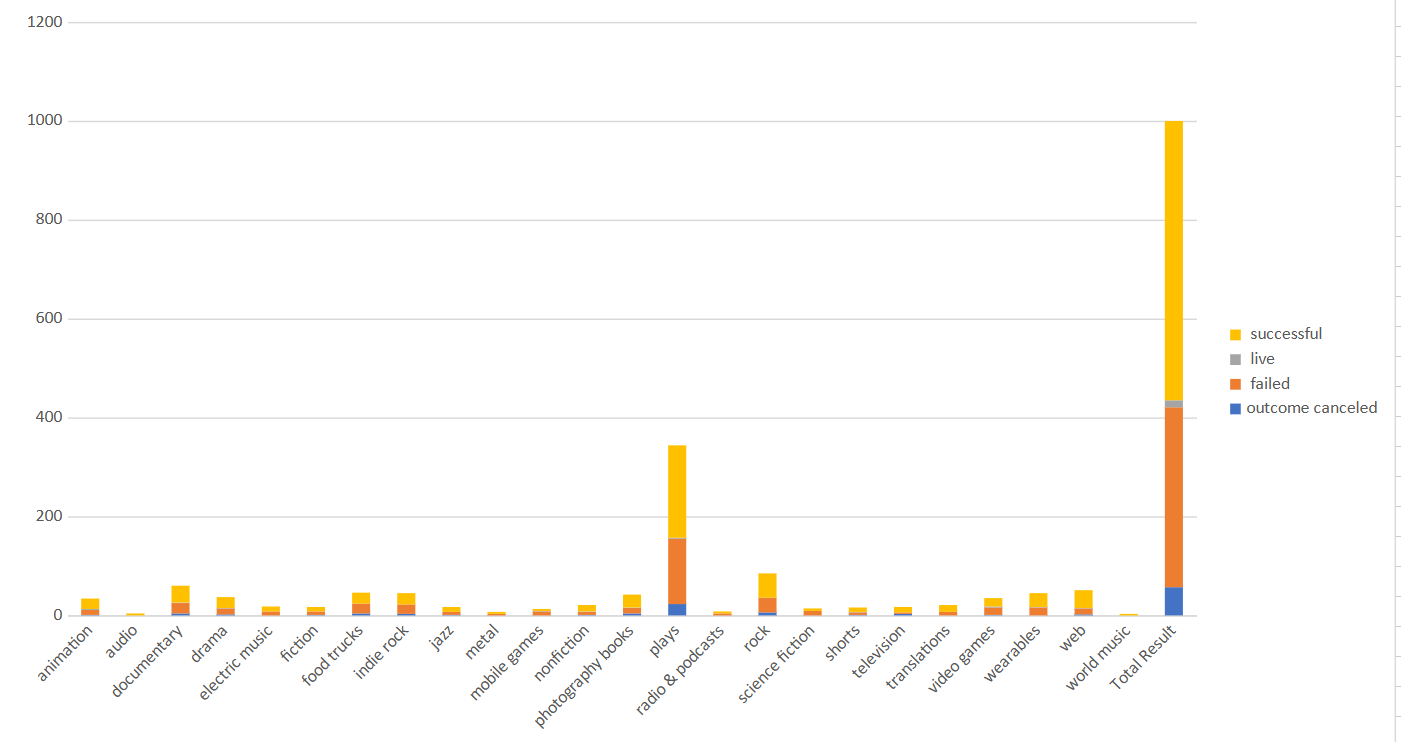 1200
1000
800
600
400
200
0
animation
audio
documentary
drama
electric music
fiction
food trucks
indie rock
jazz
metal
mobile games
nonfiction
photography books
plays
radio & podcasts
rock
science fiction
shorts
television
translations
video games
wearables
web
world music
Total Result
successful
live
failed
outcome canceled